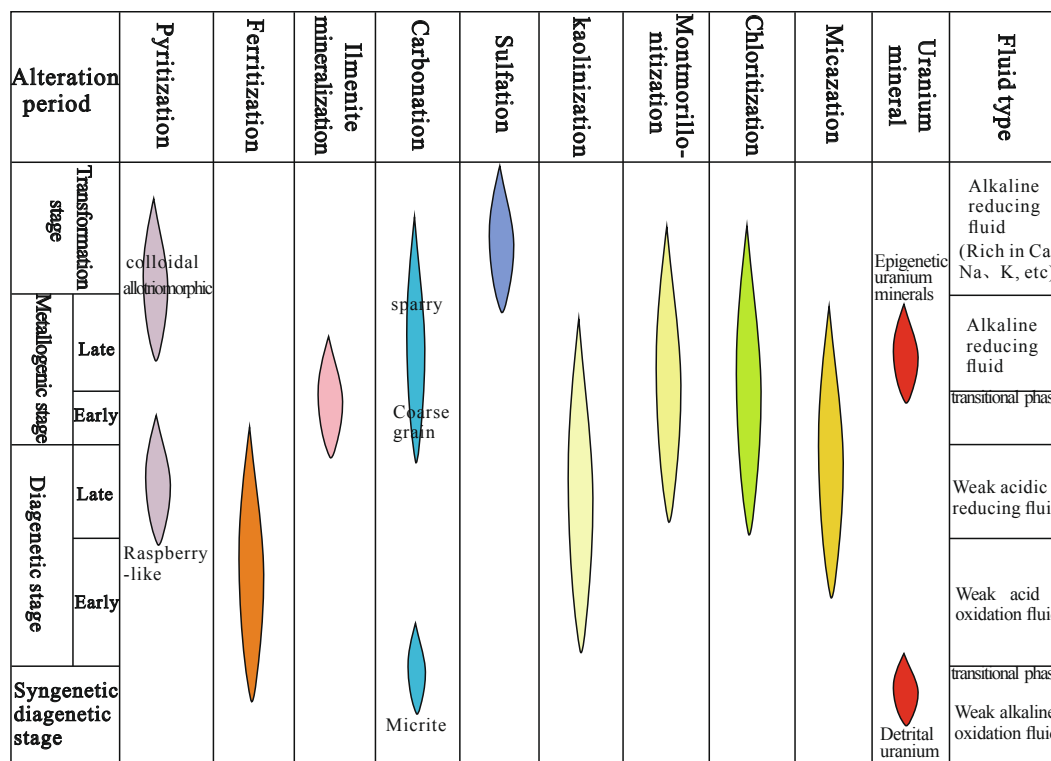 Alteration
period
Pyritization
Ferritization
Ilmenite
mineralization
Carbonation
Sulfation
kaolinization
Montmorillo-
nitization
Chloritization
Micazation
Uranium
mineral
Fluid type
Transformation
stage
Metallogenic stage
Late
Early
Diagenetic stage
Late
Early
Syngenetic
diagenetic
stage
colloidal
allotriomorphic
Raspberry
-like
sparry
Coarse
grain
Micrite
Epigenetic
uranium
minerals
Detrital
uranium
Alkaline
reducing
fluid
(Rich in Ca
Na、K, etc)
Alkaline
reducing
fluid
transitional phas
Weak acidic
reducing flui
Weak acid
oxidation flui
transitional phas
Weak alkaline
oxidation flui